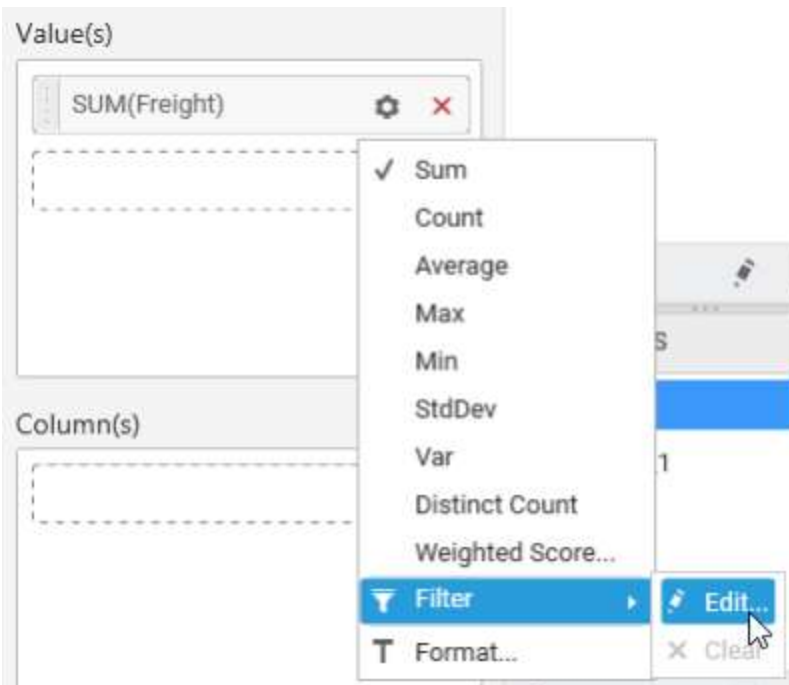 Value(s)
SUM(Freight)
Sum
Count
Average
Max
Min
S
StdDev
Column(s)
Var
1
Distinct Count
Weighted Score...
Filter
Edit...
Format...
Clear